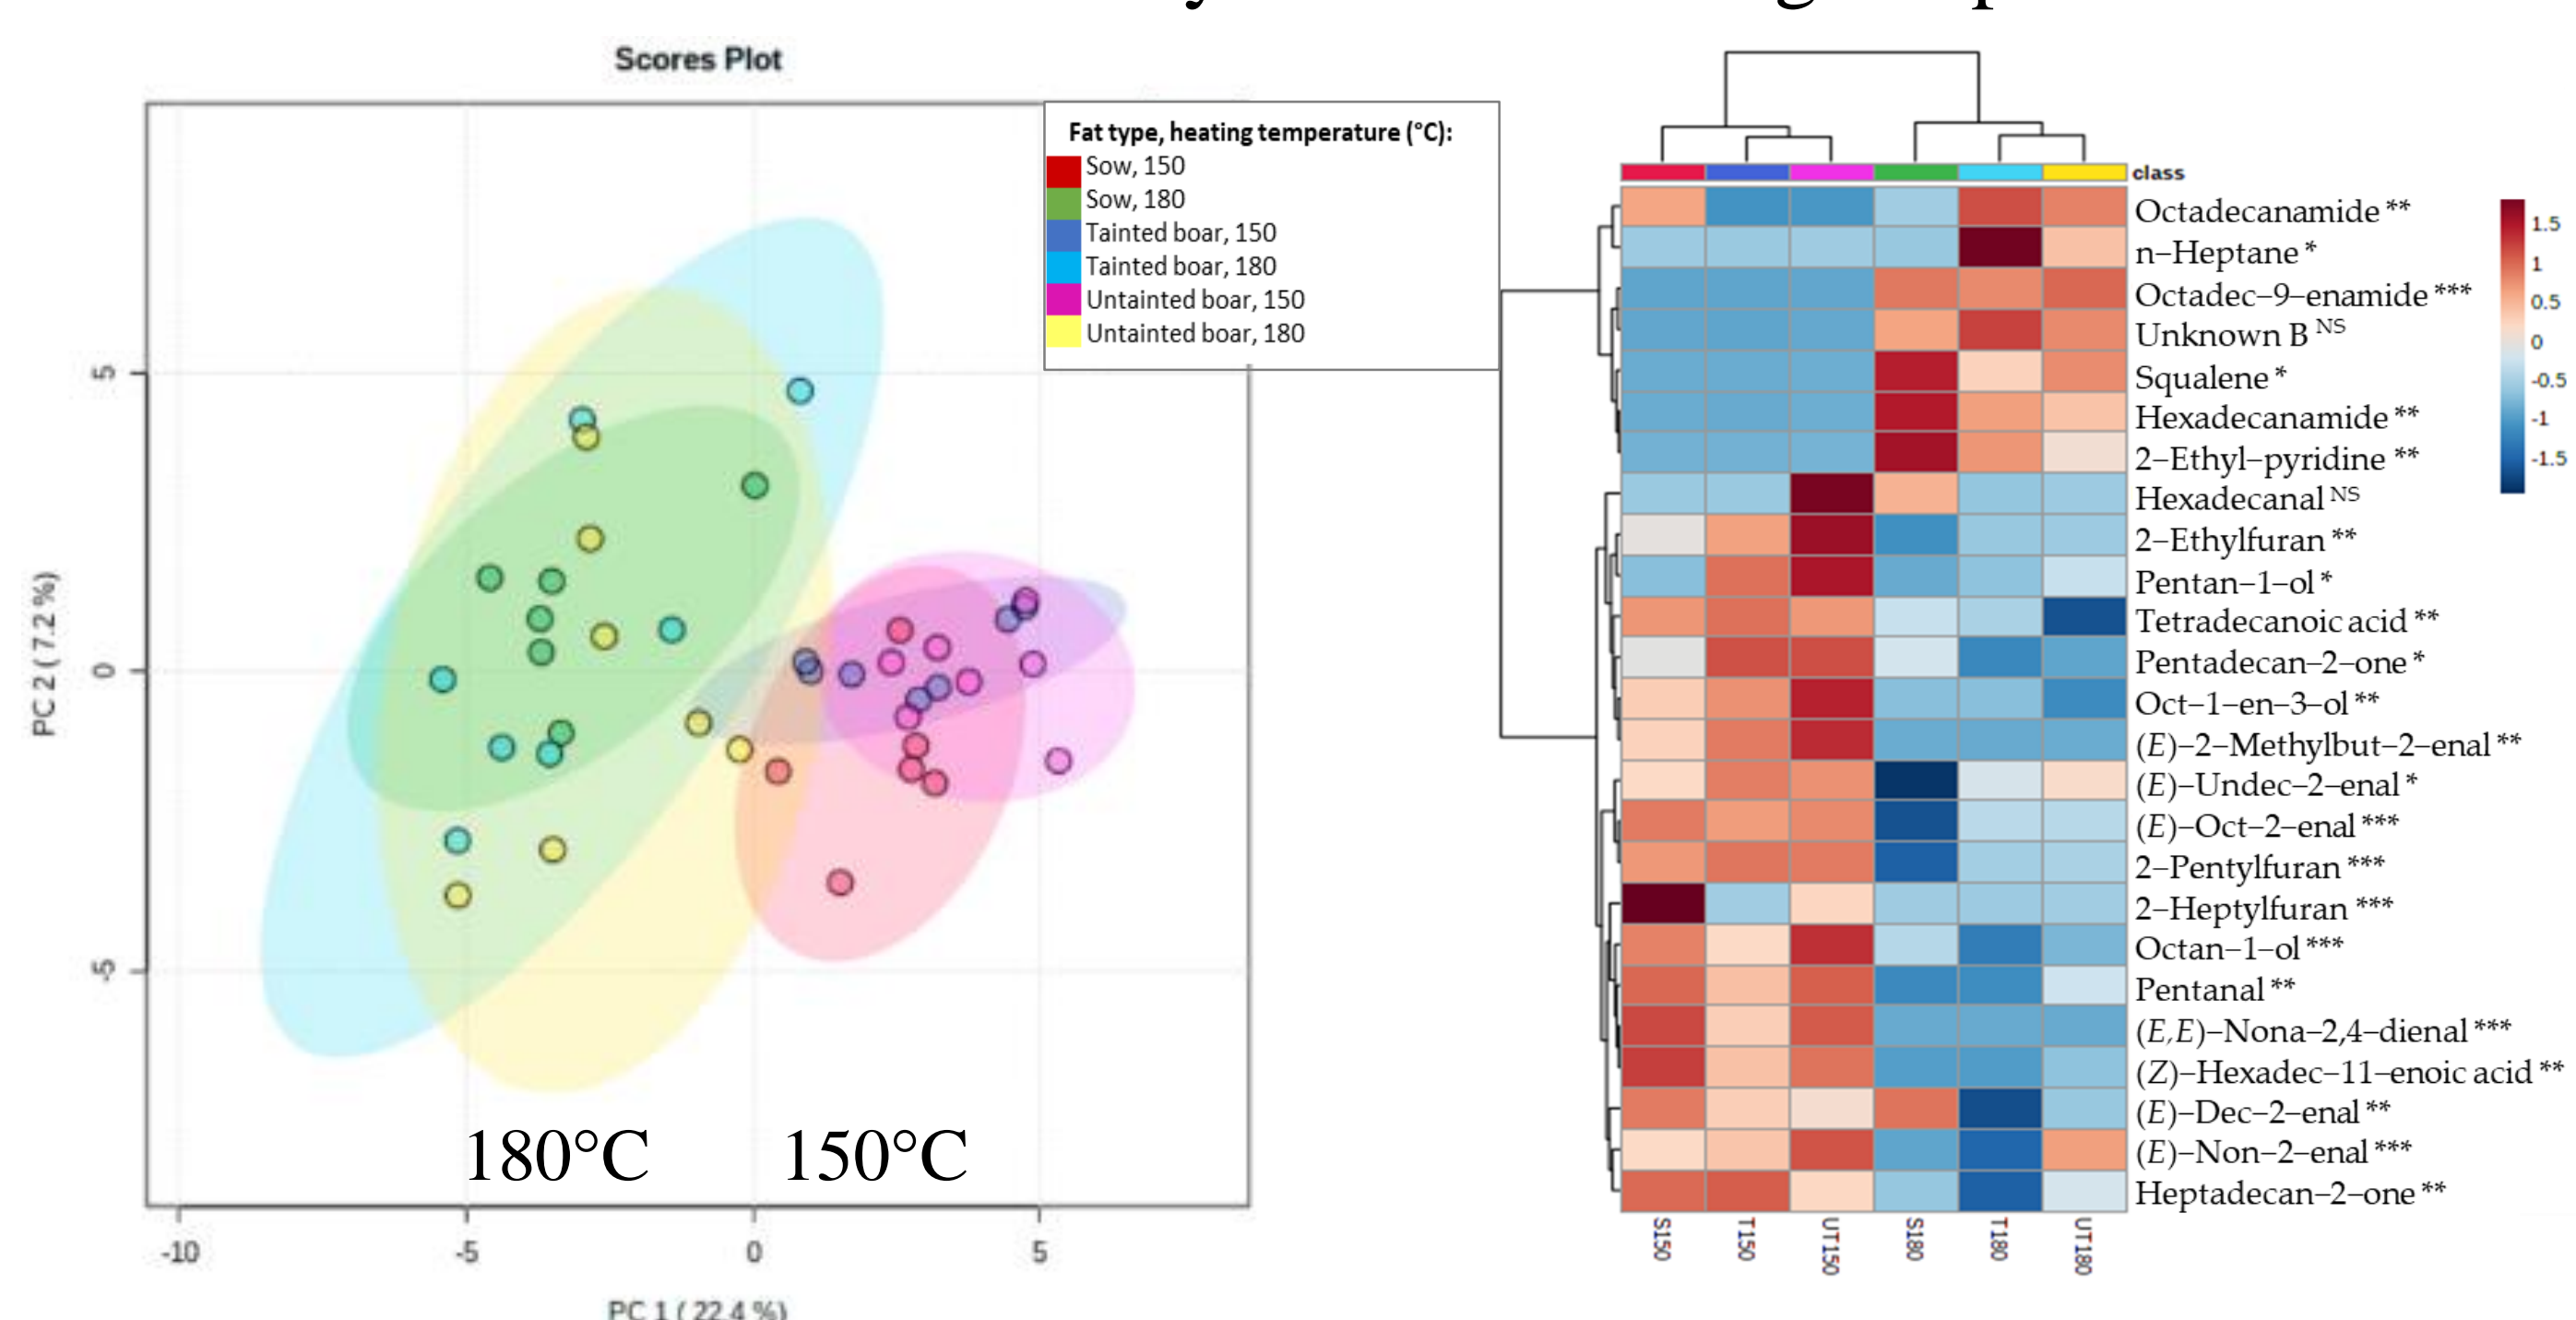 Scores Plot
Fat type, heating temperature (°C):
Sow, 150
Sow, 180
Tainted boar, 150
Tainted boar, 180
Untainted boar, 150
Untainted boar, 180
5
0
-5
PC 2 ( 7.2 %)
180°C
150°C
-10
-5
0
5
PC 1 ( 22.4 %)
class
Octadecanamide **
n–Heptane *
Octadec–9–enamide ***
Unknown B NS
Squalene *
Hexadecanamide **
2–Ethyl–pyridine **
Hexadecanal NS
2–Ethylfuran **
Pentan–1–ol *
Tetradecanoic acid **
Pentadecan–2–one *
Oct–1–en–3–ol **
(E)–2–Methylbut–2–enal **
(E)–Undec–2–enal *
(E)–Oct–2–enal ***
2–Pentylfuran ***
2–Heptylfuran ***
Octan–1–ol ***
Pentanal **
(E,E)–Nona–2,4–dienal ***
(Z)–Hexadec–11–enoic acid **
(E)–Dec–2–enal **
(E)–Non–2–enal ***
Heptadecan–2–one **
S150
T150
UT150
S180
T180
UT180
1.5
1
0.5
0
-0.5
-1
-1.5